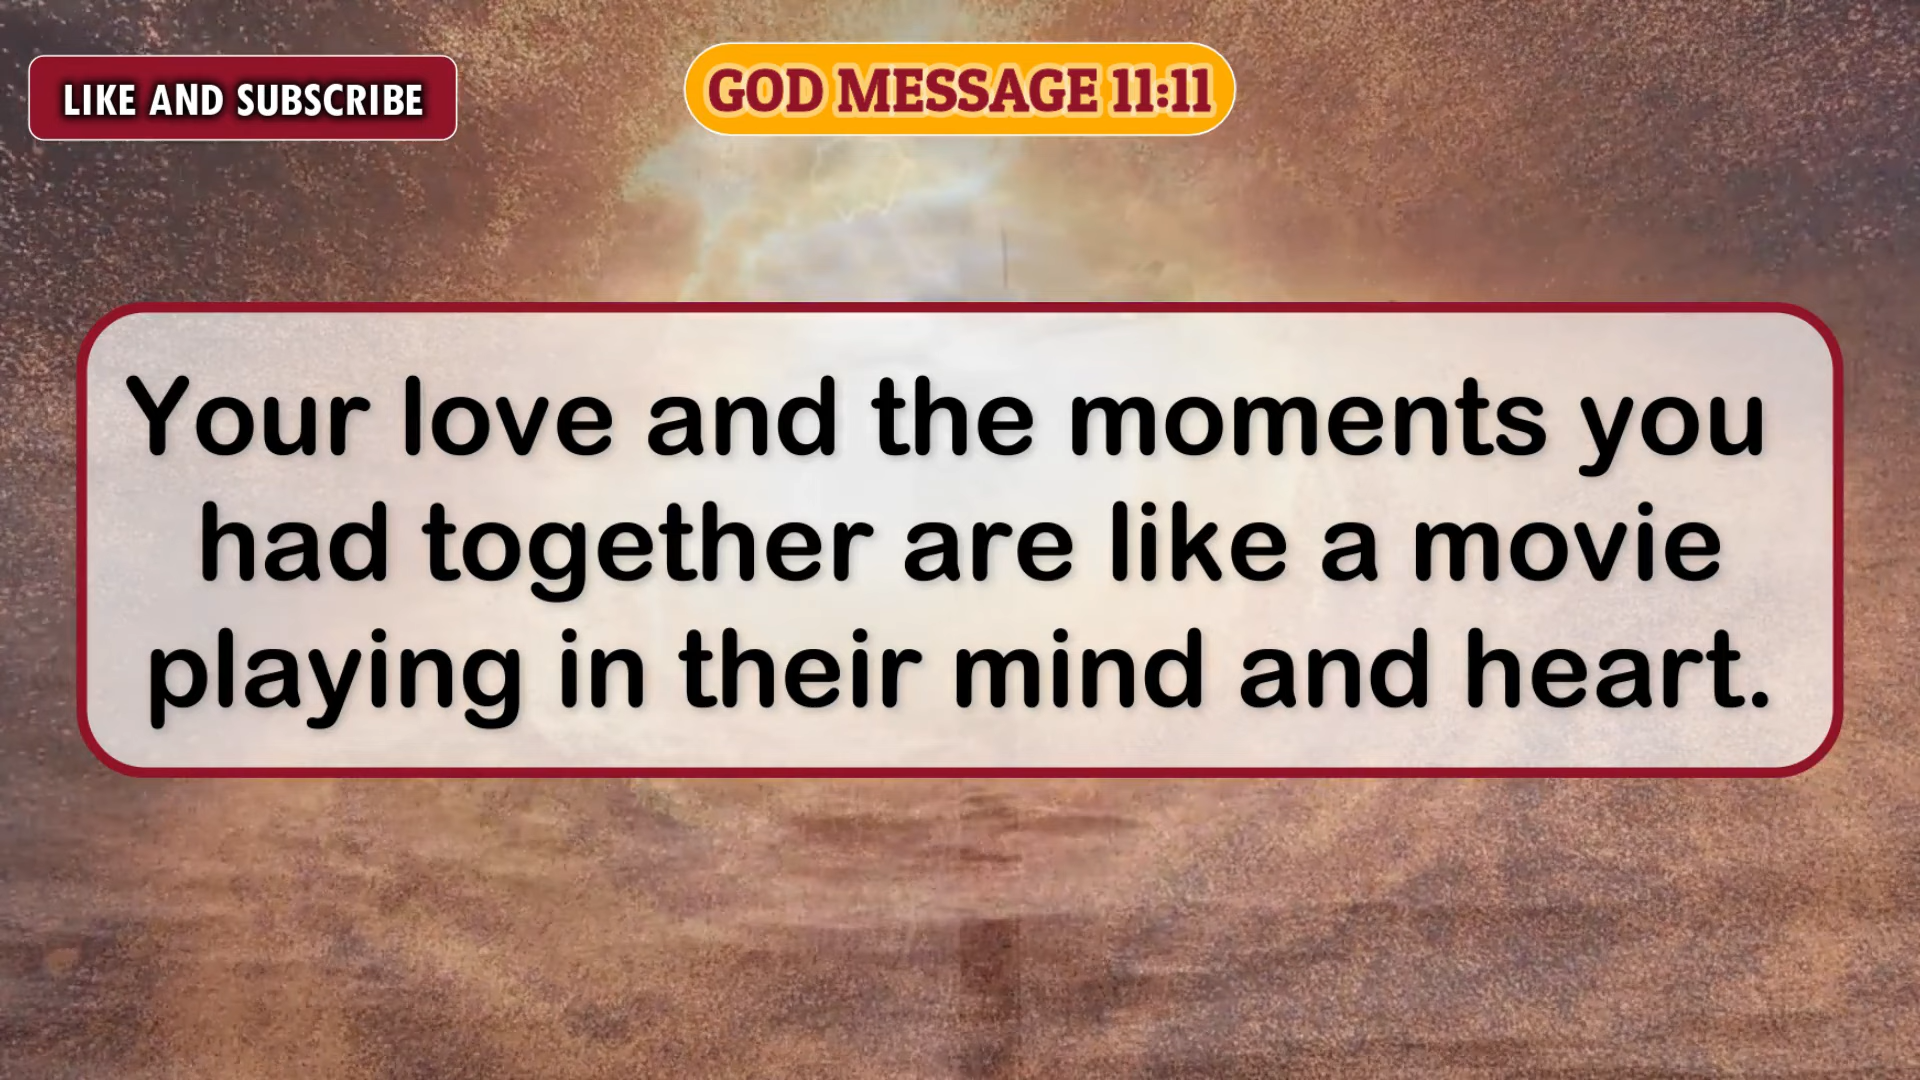 LIKE AND SUBSCRIBE
GOD MESSAGE 11:11
Your love and the moments you
had together are like a movie
playing in their mind and heart.